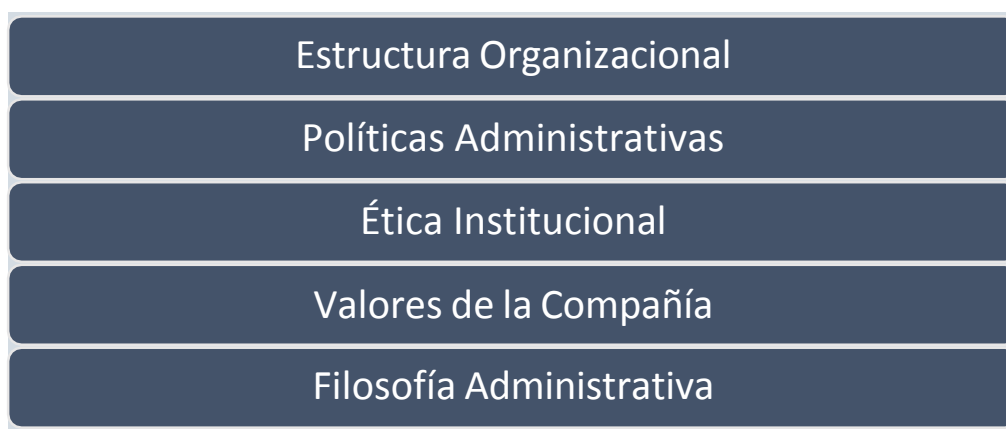 Estructura Organizacional
Políticas Administrativas
Ética Institucional
Valores de la Compañía
Filosofía Administrativa